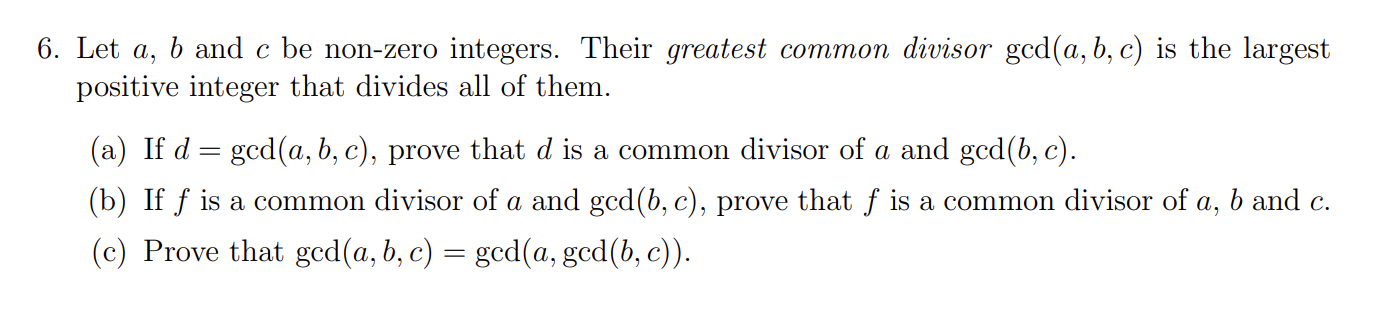 6. Let a, b and c be non-zero integers. Their greatest common divisor gcd(a, b, c) is the largest
positive integer that divides all of them.
(a) If d = gcd(a, b, c), prove that d is a common divisor of a and gcd(b, c).
(b) If f is a common divisor of a and gcd(b, c), prove that f is a common divisor of a, b and c.
(c) Prove that gcd(a, b, c) = gcd(a, gcd(b, c)).